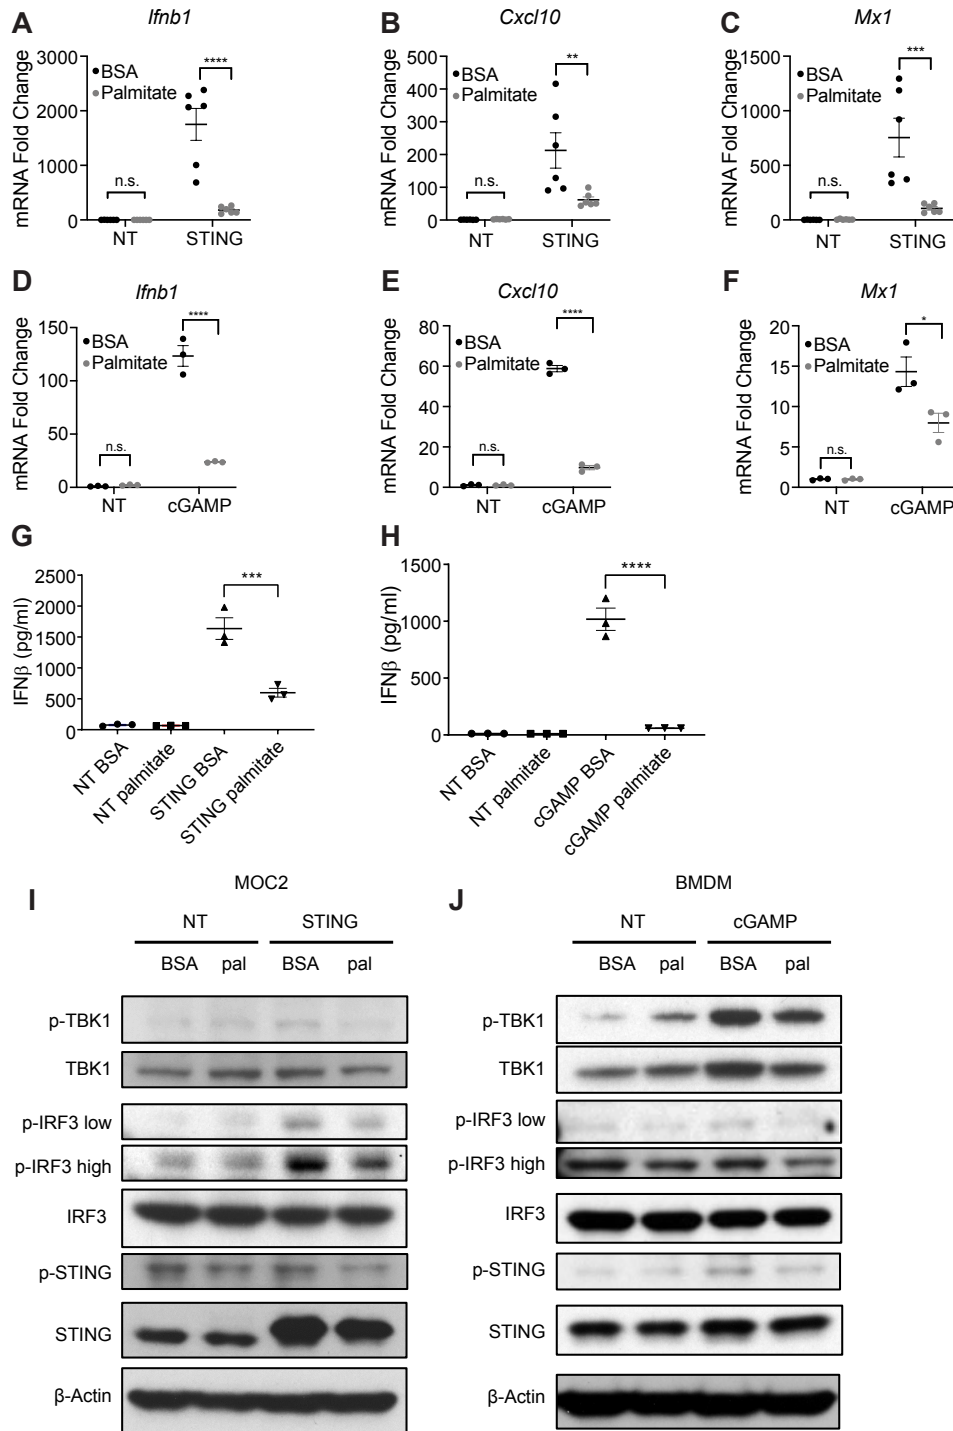 A Ifnb1
mRNA Fold Change
3000
2000
1000
0
BSA
Palmitate
****
n.s.
NT STING
B Cxcl10
mRNA Fold Change
500
400
300
200
100
0
BSA
Palmitate
**
n.s.
NT STING
C Mx1
mRNA Fold Change
1500
1000
500
0
BSA
Palmitate
***
n.s.
NT STING
D Ifnb1
mRNA Fold Change
150
100
50
0
BSA
Palmitate
****
n.s.
NT cGAMP
E Cxcl10
mRNA Fold Change
80
60
40
20
0
BSA
Palmitate
****
n.s.
NT cGAMP
F Mx1
mRNA Fold Change
20
15
10
5
0
BSA
Palmitate
*
n.s.
NT cGAMP
G
IFNβ (pg/ml)
2500
2000
1500
1000
500
0
***
NT BSA
NT palmitate
STING BSA
STING palmitate
H
IFNβ (pg/ml)
1500
1000
500
0
****
NT BSA
NT palmitate
cGAMP BSA
cGAMP palmitate
I MOC2
NT STING
BSA pal BSA pal
p-TBK1
TBK1
p-IRF3 low
p-IRF3 high
IRF3
p-STING
STING
β-Actin
J BMDM
NT cGAMP
BSA pal BSA pal
p-TBK1
TBK1
p-IRF3 low
p-IRF3 high
IRF3
p-STING
STING
β-Actin